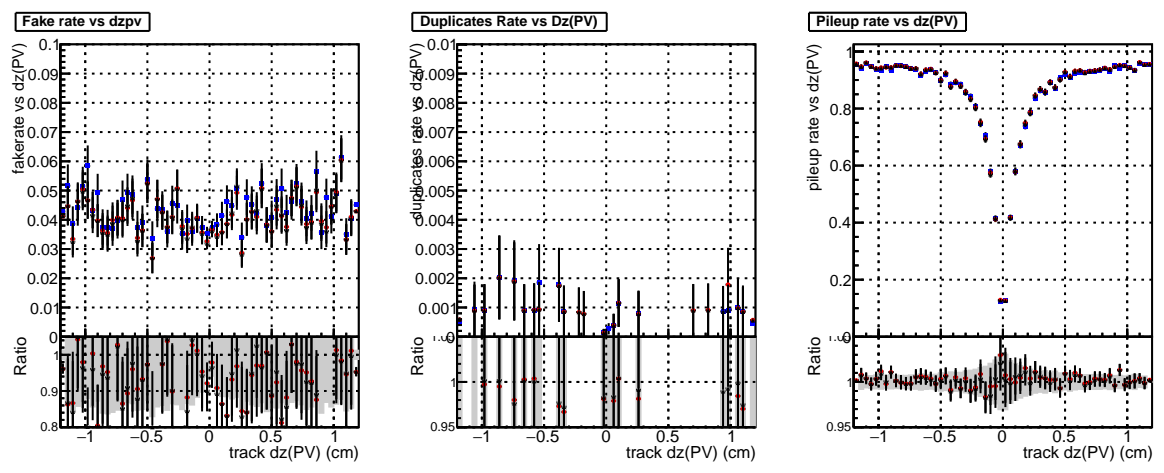 Fake rate vs dzpv
fakerate vs dz(PV)
0.1
0.09
0.08
0.07
0.06
0.05
0.04
0.03
0.02
0.01
0
Ratio
1
0.9
0.8
−1 −0.5 0 0.5 1
track dz(PV) (cm)
Duplicates Rate vs Dz(PV)
duplicates rate vs dz(PV)
0.01
0.009
0.008
0.007
0.006
0.005
0.004
0.003
0.002
0.001
Ratio
1
0.95
−1 −0.5 0 0.5 1
track dz(PV) (cm)
Pileup rate vs dz(PV)
pileup rate vs dz(PV)
1
0.8
0.6
0.4
0.2
0
Ratio
1
0.95
−1 −0.5 0 0.5 1
track dz(PV) (cm)